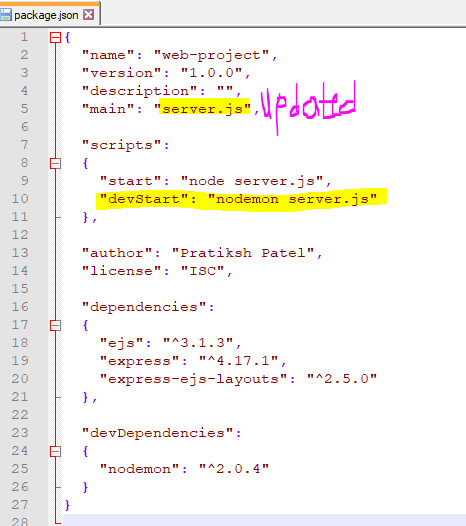 package.json
1 {
2 "name": "web-project",
3 "version": "1.0.0",
4 "description": "",
5 "main": "server.js", Updated
6
7 "scripts":
8 {
9 "start": "node server.js",
10 "devStart": "nodemon server.js"
11 },
12
13 "author": "Pratiksh Patel",
14 "license": "ISC",
15
16 "dependencies":
17 {
18 "ejs": "^3.1.3",
19 "express": "^4.17.1",
20 "express-ejs-layouts": "^2.5.0"
21 },
22
23 "devDependencies":
24 {
25 "nodemon": "^2.0.4"
26 }
27 }
28